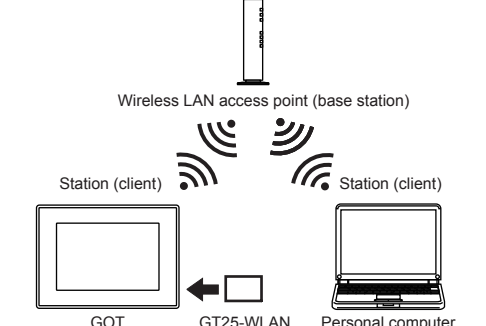 Wireless LAN access point (base station)
Station (client)
Station (client)
GOT
GT25-WLAN
Personal computer